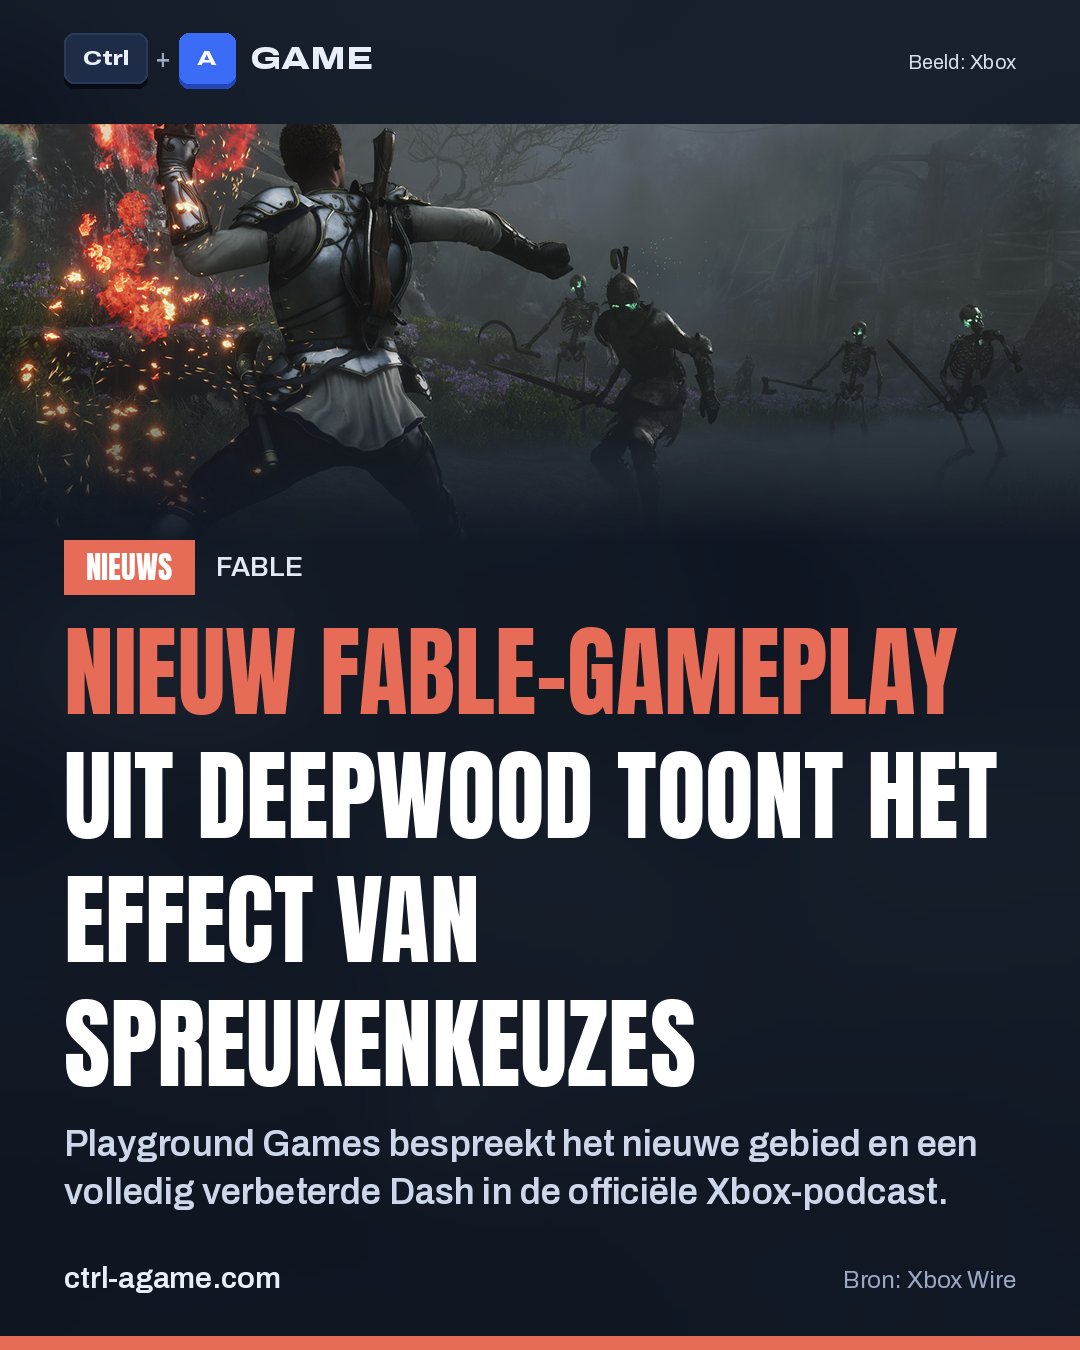 Ctrl + A GAME
Beeld: Xbox
NIEUWS FABLE
NIEUW FABLE-GAMEPLAY
UIT DEEPWOOD TOONT HET
EFFECT VAN
SPREUKENKEUZES
Playground Games bespreekt het nieuwe gebied en een
volledig verbeterde Dash in de officiële Xbox-podcast.
ctrl-agame.com
Bron: Xbox Wire